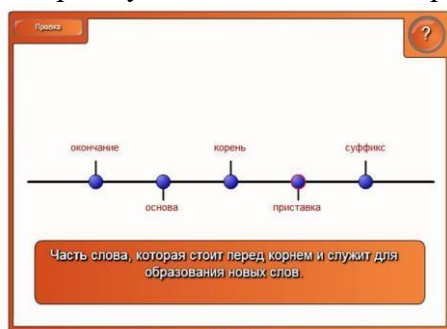 Правка
?
окончание
корень
суффикс
основа
приставка
Часть слова, которая стоит перед корнем и служит для
образования новых слов.